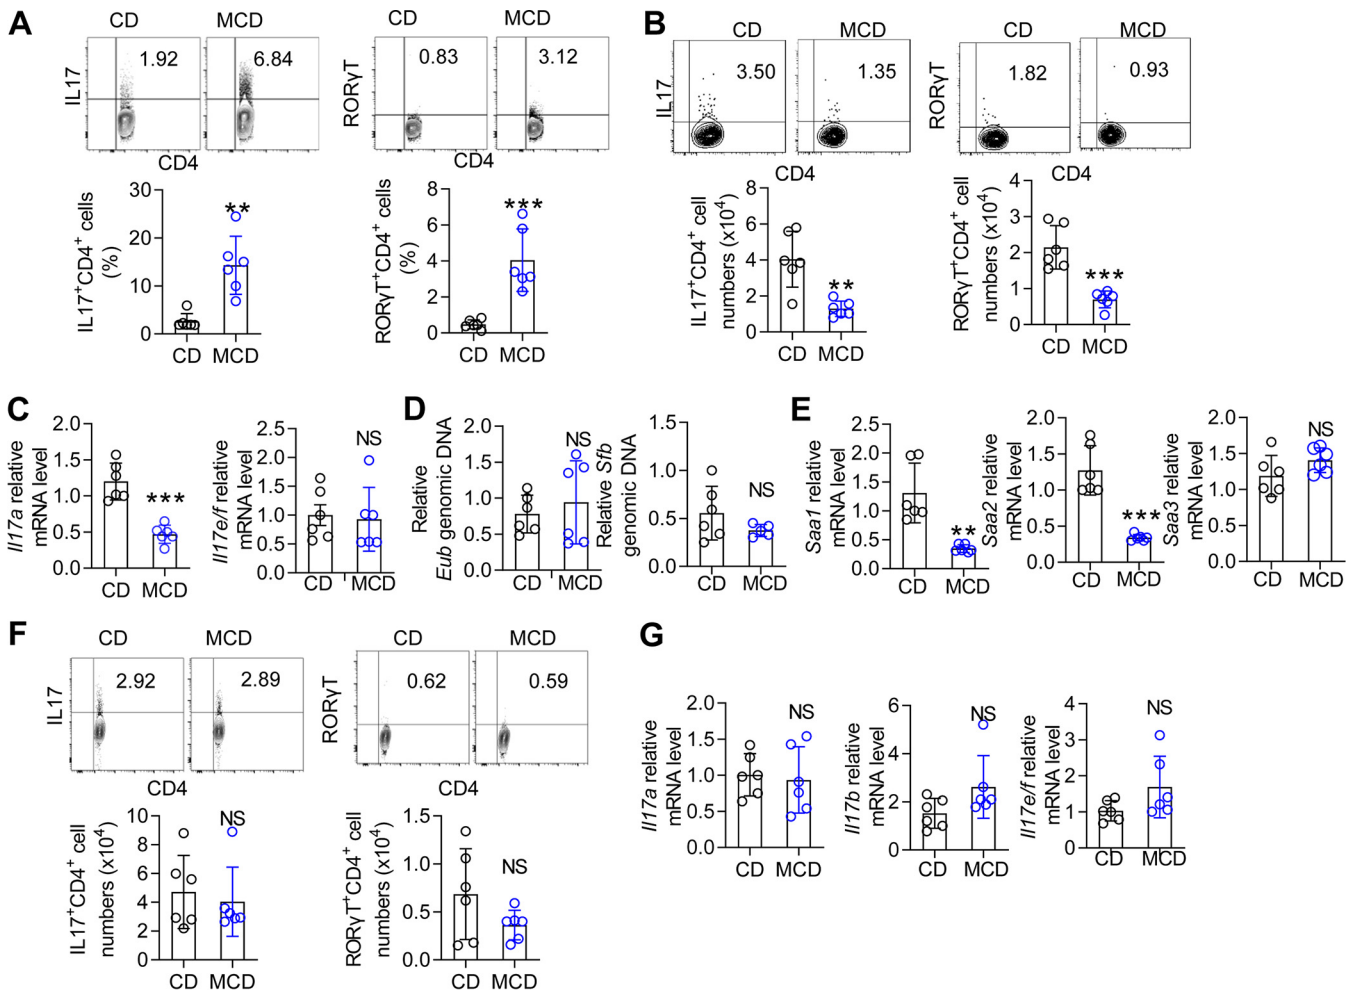 A
CD
MCD
IL17
1.92
6.84
CD4
RORγT
CD
MCD
0.83
3.12
CD4
IL17+CD4+ cells
(%)
30
20
10
0
**
CD
MCD
RORγT+CD4+ cells
(%)
8
6
4
2
0
***
CD
MCD
B
CD
MCD
IL17
3.50
1.35
CD4
CD
MCD
RORγT
1.82
0.93
CD4
IL17+CD4+ cell
numbers (x10⁴)
8
6
4
2
0
**
CD
MCD
RORγT+CD4+ cell
numbers (x10⁴)
4
3
2
1
0
***
CD
MCD
C
Il17a relative
mRNA level
2.0
1.5
1.0
0.5
0.0
***
CD
MCD
Il17e/f relative
mRNA level
2.5
2.0
1.5
1.0
0.5
0.0
NS
CD
MCD
D
Relative
Eub genomic DNA
2.0
1.5
1.0
0.5
0.0
NS
CD
MCD
Relative Sfb
genomic DNA
1.5
1.0
0.5
0.0
NS
CD
MCD
E
Saa1 relative
mRNA level
2.5
2.0
1.5
1.0
0.5
0.0
**
CD
MCD
Saa2 relative
mRNA level
2.0
1.5
1.0
0.5
0.0
***
CD
MCD
Saa3 relative
mRNA level
2.0
1.5
1.0
0.5
0.0
NS
CD
MCD
F
CD
MCD
IL17
2.92
2.89
CD4
CD
MCD
RORγT
0.62
0.59
IL17+CD4+ cell
numbers (x10⁴)
10
8
6
4
2
0
NS
CD
MCD
RORγT+CD4+ cell
numbers (x10⁴)
1.5
1.0
0.5
0.0
NS
CD
MCD
G
Il17a relative
mRNA level
2.0
1.5
1.0
0.5
0.0
NS
CD
MCD
Il17b relative
mRNA level
6
4
2
0
NS
CD
MCD
Il17e/f relative
mRNA level
4
3
2
1
0
NS
CD
MCD